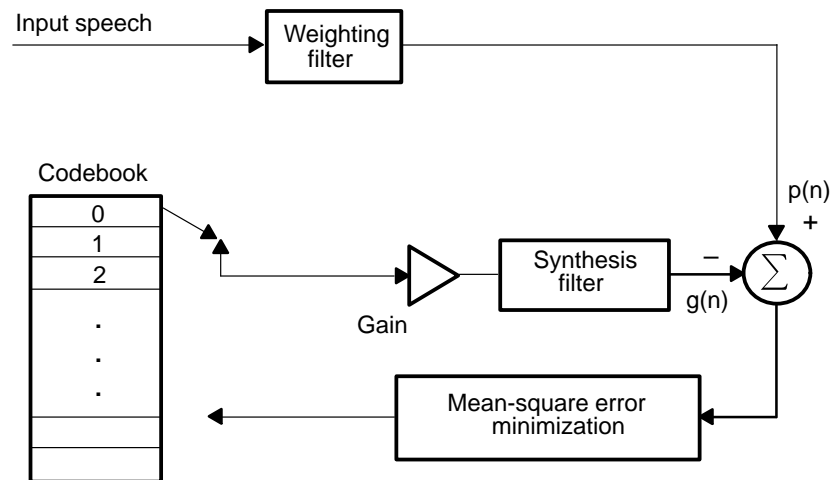 Input speech
Weighting
filter
Codebook
0
1
2
.
.
.
Gain
Synthesis
filter
p(n)
+
–
g(n)
∑
Mean-square error
minimization